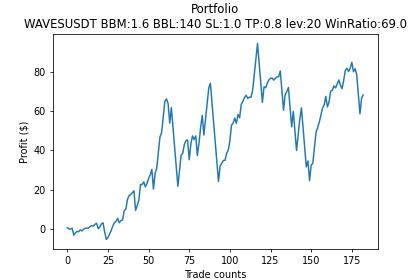 Portfolio
WAVESUSDT BBM:1.6 BBL:140 SL:1.0 TP:0.8 lev:20 WinRatio:69.0
Profit ($)
80
60
40
20
0
0 25 50 75 100 125 150 175
Trade counts